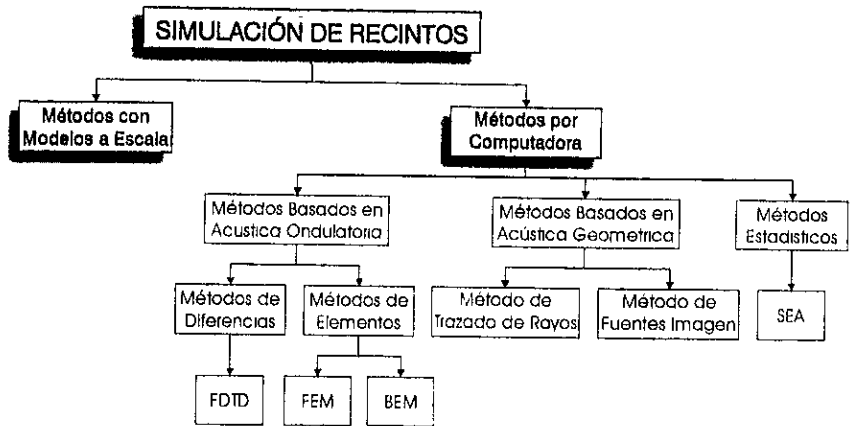 SIMULACIÓN DE RECINTOS
Métodos con
Modelos a Escala
Métodos por
Computadora
Métodos Basados en
Acustica Ondulatoria
Métodos Basados en
Acústica Geometrica
Métodos
Estadisticos
Métodos de
Diferencias
Métodos de
Elementos
Método de
Trazado de Rayos
Método de
Fuentes Imagen
SEA
FDTD
FEM
BEM